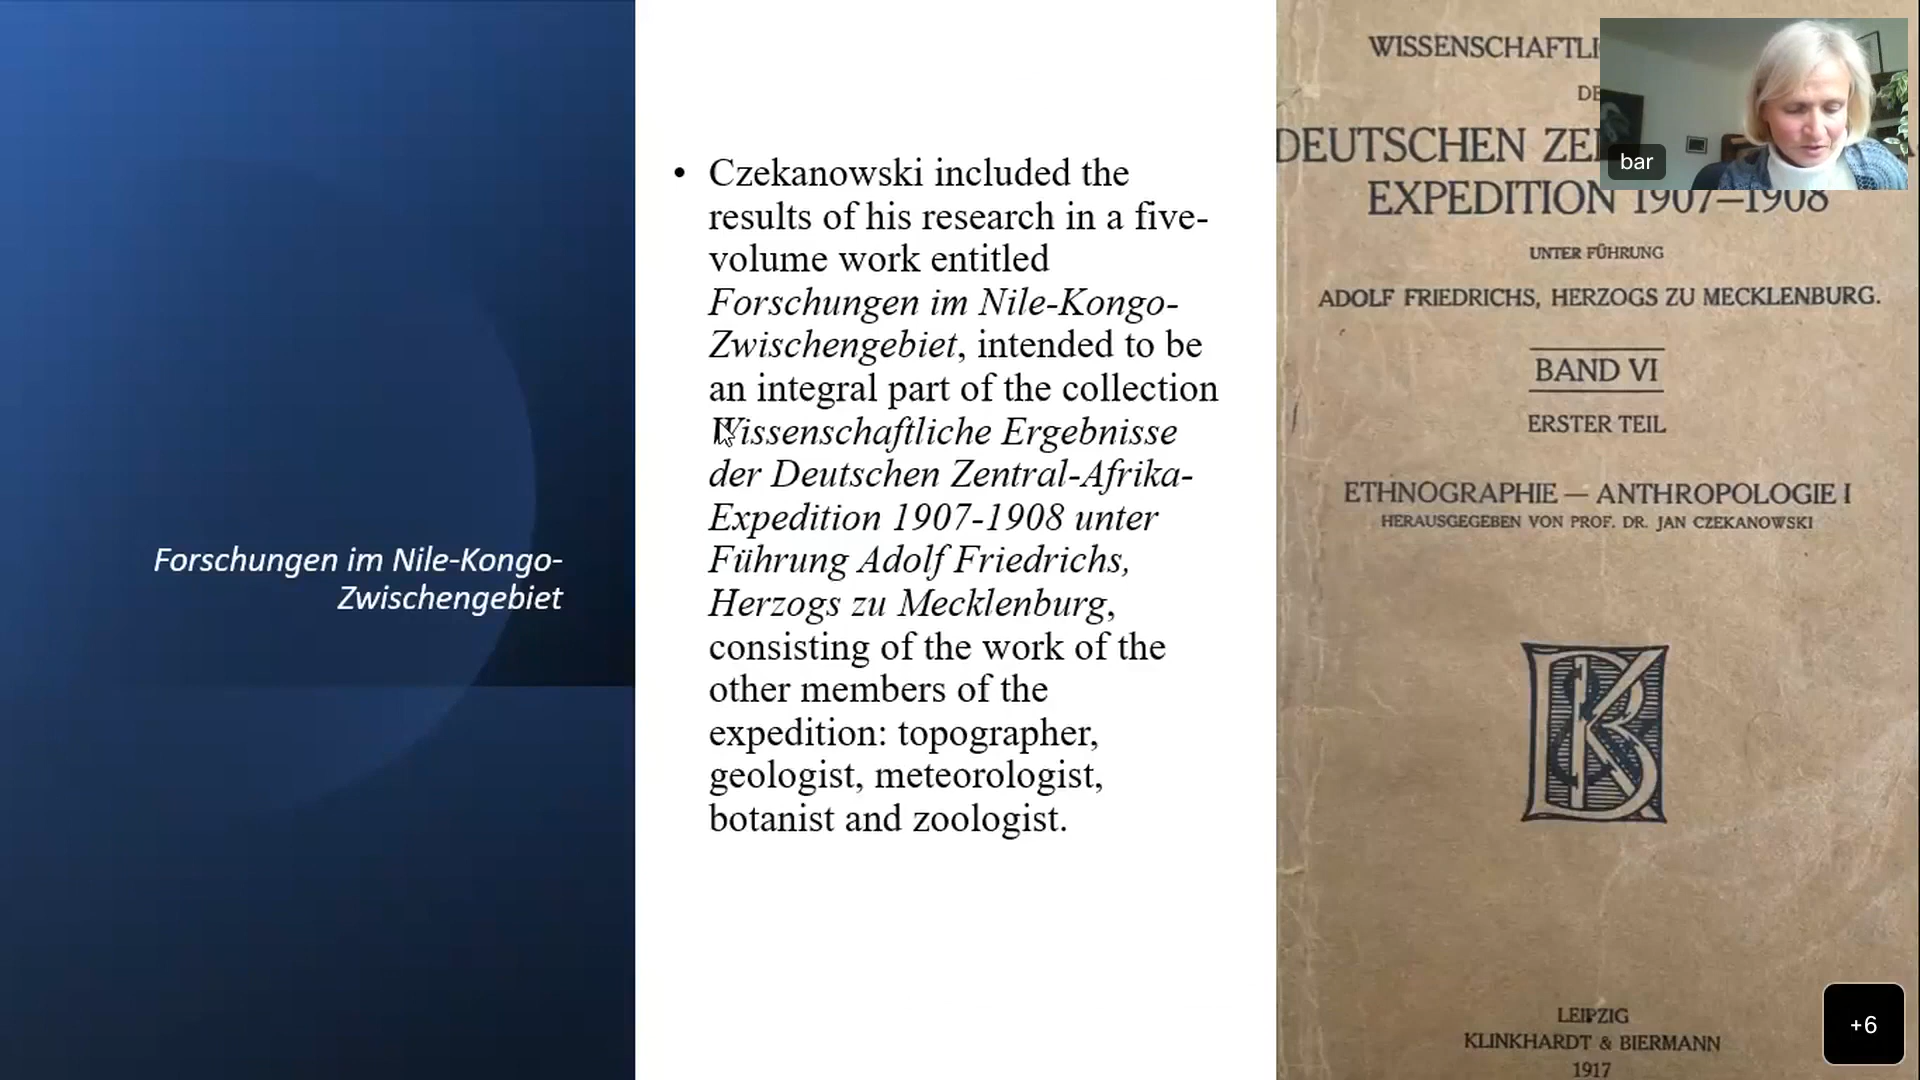 Forschungen im Nile-Kongo-
Zwischengebiet
• Czekanowski included the
results of his research in a five-
volume work entitled
Forschungen im Nile-Kongo-
Zwischengebiet, intended to be
an integral part of the collection
Wissenschaftliche Ergebnisse
der Deutschen Zentral-Afrika-
Expedition 1907-1908 unter
Führung Adolf Friedrichs,
Herzogs zu Mecklenburg,
consisting of the work of the
other members of the
expedition: topographer,
geologist, meteorologist,
botanist and zoologist.
WISSENSCHAFTLI
DE
DEUTSCHEN ZE
EXPEDITION 1907–1908
UNTER FÜHRUNG
ADOLF FRIEDRICHS, HERZOGS ZU MECKLENBURG.
BAND VI
ERSTER TEIL
ETHNOGRAPHIE — ANTHROPOLOGIE I
HERAUSGEGEBEN VON PROF. DR. JAN CZEKANOWSKI
LEIPZIG
KLINKHARDT & BIERMANN
1917
bar
+6